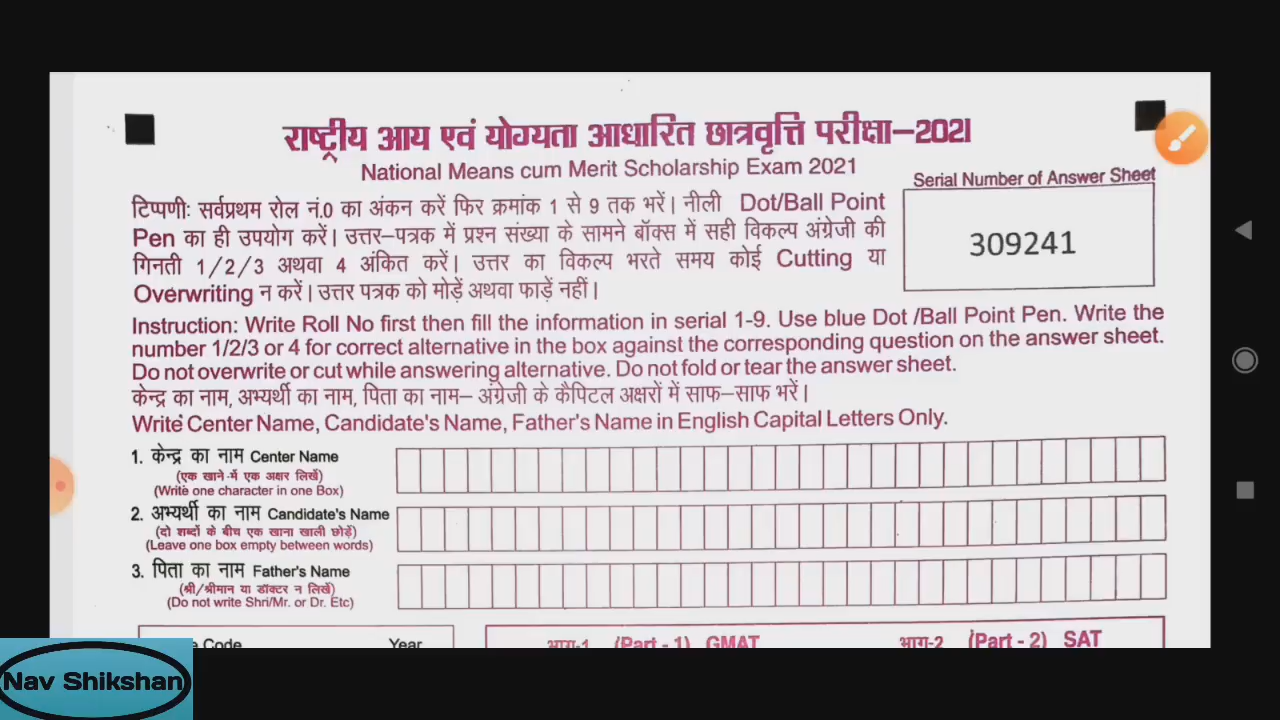 राष्ट्रीय आय एवं योग्यता आधारित छात्रवृत्ति परीक्षा–2021
National Means cum Merit Scholarship Exam 2021
Serial Number of Answer Sheet
309241
टिप्पणी: सर्वप्रथम रोल नं.0 का अंकन करें फिर क्रमांक 1 से 9 तक भरें। नीली Dot/Ball Point
Pen का ही उपयोग करें। उत्तर-पत्रक में प्रश्न संख्या के सामने बॉक्स में सही विकल्प अंग्रेजी की
गिनती 1/2/3 अथवा 4 अंकित करें। उत्तर का विकल्प भरते समय कोई Cutting या
Overwriting न करें। उत्तर पत्रक को मोड़ें अथवा फाड़ें नहीं।
Instruction: Write Roll No first then fill the information in serial 1-9. Use blue Dot /Ball Point Pen. Write the
number 1/2/3 or 4 for correct alternative in the box against the corresponding question on the answer sheet.
Do not overwrite or cut while answering alternative. Do not fold or tear the answer sheet.
केन्द्र का नाम, अभ्यर्थी का नाम, पिता का नाम– अंग्रेजी के कैपिटल अक्षरों में साफ–साफ भरें।
Write Center Name, Candidate's Name, Father's Name in English Capital Letters Only.
1. केन्द्र का नाम Center Name
(एक खाने में एक अक्षर लिखें)
(Write one character in one Box)
2. अभ्यर्थी का नाम Candidate's Name
(दो शब्दों के बीच एक खाना खाली छोड़ें)
(Leave one box empty between words)
3. पिता का नाम Father's Name
(श्री/श्रीमान या डॉक्टर न लिखें)
(Do not write Shri/Mr. or Dr. Etc)
Code Year
भाग-1 (Part - 1) GMAT भाग-2 (Part - 2) SAT
Nav Shikshan